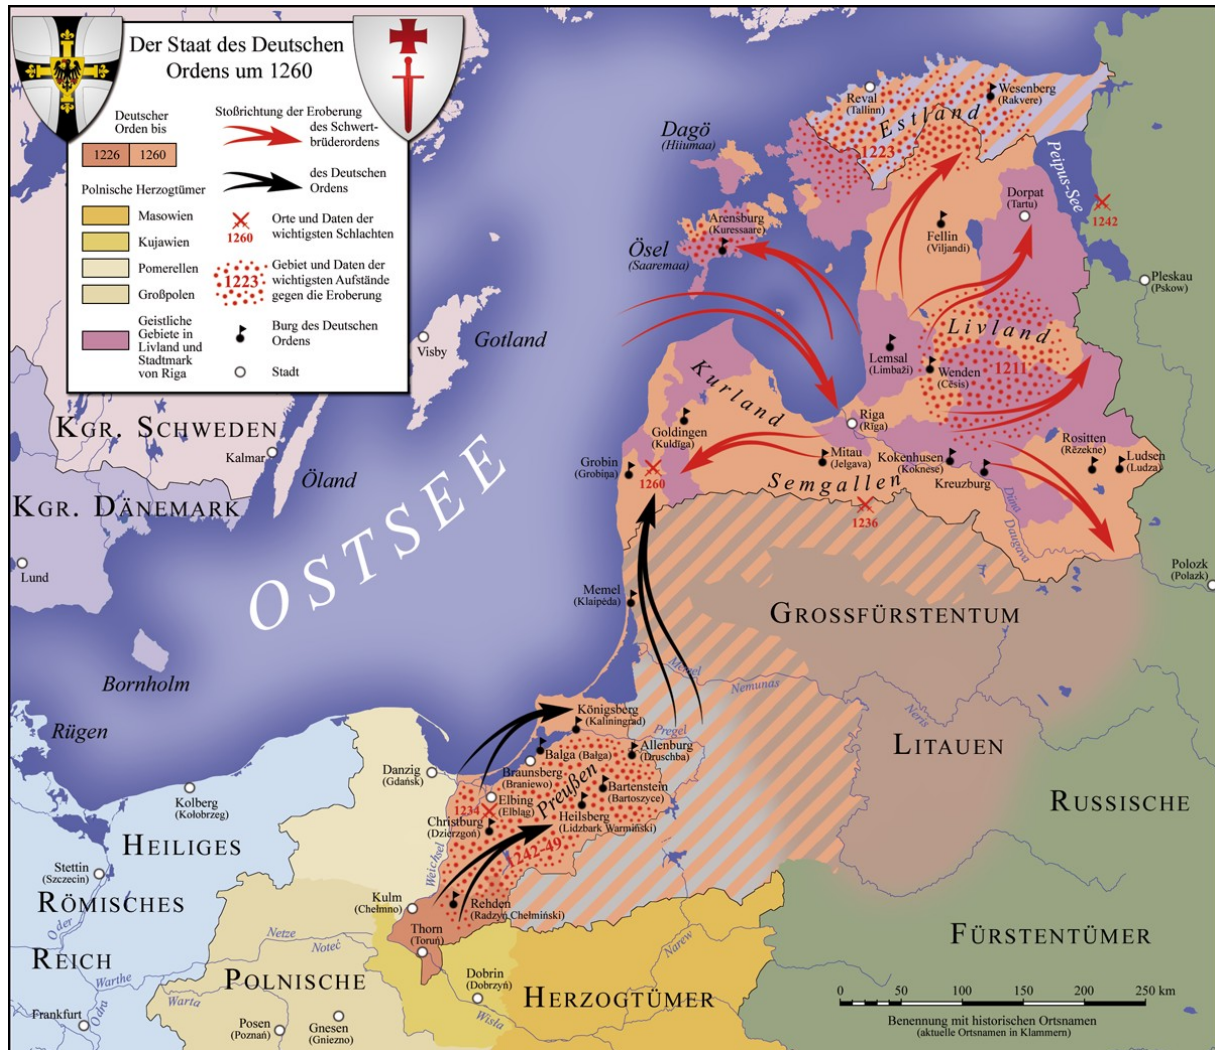 Der Staat des Deutschen
Ordens um 1260
Deutscher
Orden bis
1226
1260
Polnische Herzogtümer
Masowien
Kujawien
Pomerellen
Großpolen
Geistliche
Gebiete in
Livland und
Stadtmark
von Riga
Stoßrichtung der Eroberung
des Schwert-
brüderordens
des Deutschen
Ordens
1260
Orte und Daten der
wichtigsten Schlachten
1223
Gebiet und Daten der
wichtigsten Aufstände
gegen die Eroberung
Burg des Deutschen
Ordens
Stadt
Reval
(Tallinn)
Wesenberg
(Rakvere)
Estland
1223
Dagö
(Hiiumaa)
Peipus-See
Dorpat
(Tartu)
1242
Arensburg
(Kuressaare)
Fellin
(Viljandi)
Ösel
(Saaremaa)
Pleskau
(Pskow)
Gotland
Visby
Livland
1211
Lemsal
(Limbaži)
Wenden
(Cēsis)
Kurland
Riga
(Rīga)
Goldingen
(Kuldīga)
KGR. SCHWEDEN
Kalmar
Öland
Grobin
(Grobiņa)
1260
Mitau
(Jelgava)
Kokenhusen
(Koknese)
Kreuzburg
Rositten
(Rēzekne)
Ludsen
(Ludza)
Semgallen
1236
Düna
Daugava
KGR. DÄNEMARK
Lund
OSTSEE
Polozk
(Polazk)
Memel
(Klaipėda)
GROSSFÜRSTENTUM
Bornholm
Memel
Nemunas
Neris
LITAUEN
Rügen
Königsberg
(Kaliningrad)
Pregel
Balga (Bałga)
Allenburg
(Druschba)
Danzig
(Gdańsk)
Braunsberg
(Braniewo)
Preußen
Bartenstein
(Bartoszyce)
Kolberg
(Kołobrzeg)
Elbing
(Elbląg)
1234
Christburg
(Dzierzgoń)
Heilsberg
(Lidzbark Warmiński)
1242-49
RUSSISCHE
HEILIGES
Stettin
(Szczecin)
Weichsel
RÖMISCHES
Kulm
(Chełmno)
Rehden
(Radzyń Chełmiński)
Oder
Thorn
(Toruń)
Netze
Noteć
Narew
FÜRSTENTÜMER
REICH
Warthe
POLNISCHE
Dobrin
(Dobrzyń)
HERZOGTÜMER
Warta
Odra
Frankfurt
Posen
(Poznań)
Gnesen
(Gniezno)
Wisła
0 50 100 150 200 250 km
Benennung mit historischen Ortsnamen
(aktuelle Ortsnamen in Klammern)